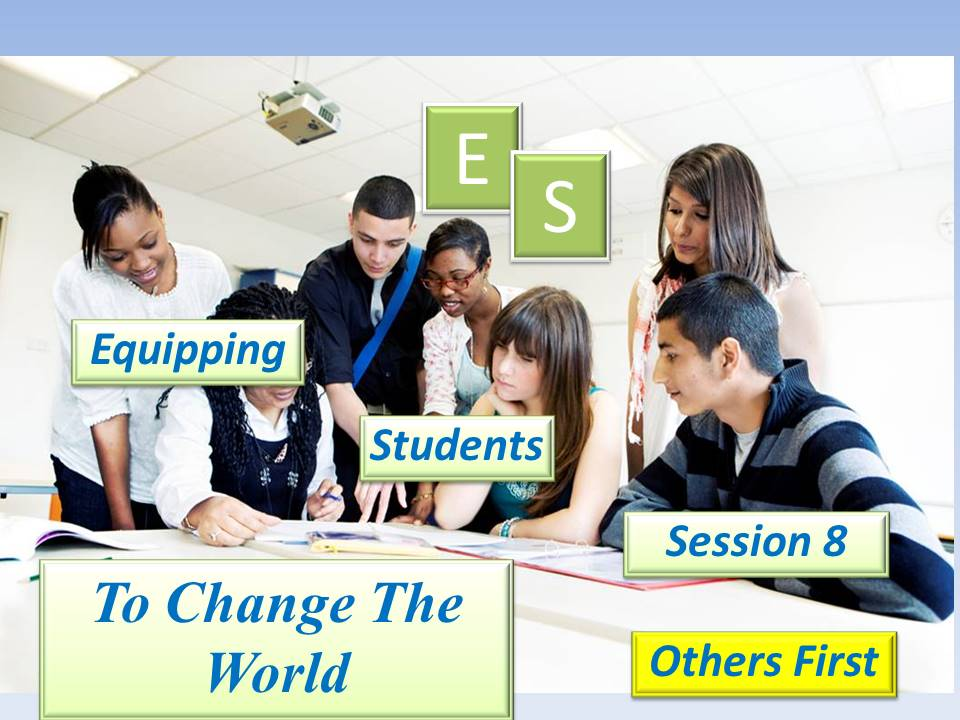 E
S
Equipping
Students
Session 8
To Change The
World
Others First